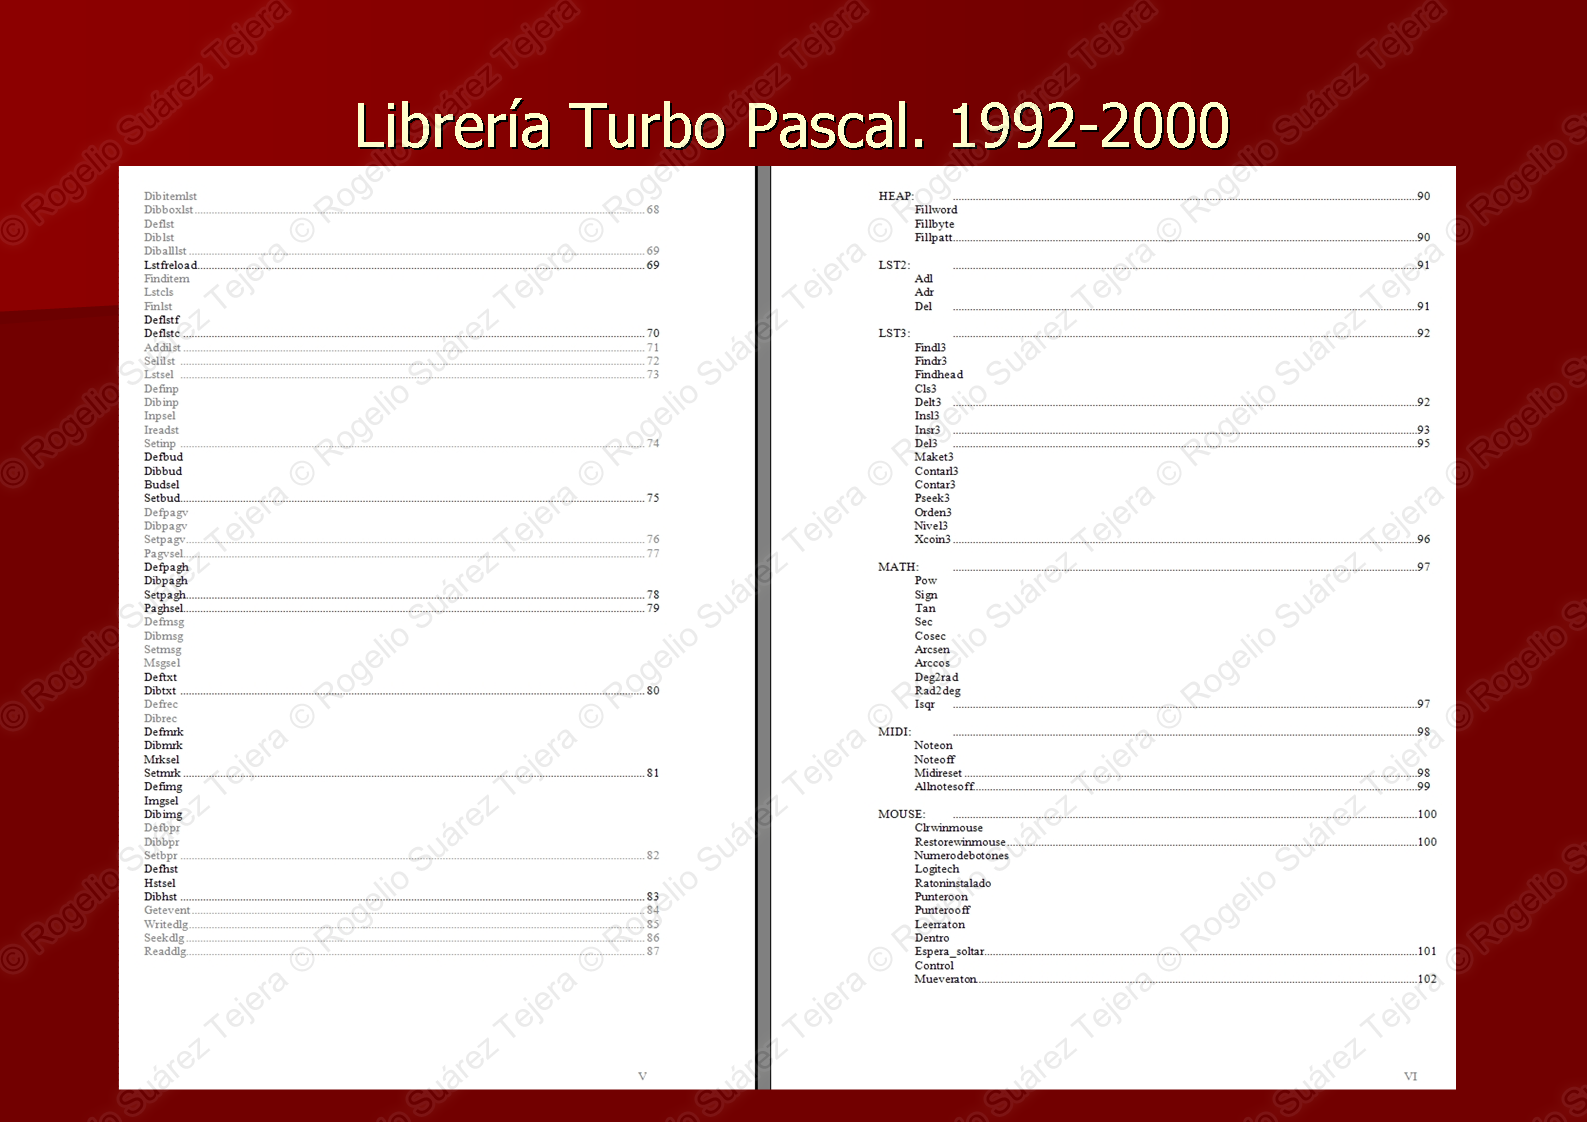 Librería Turbo Pascal. 1992-2000
Dibitemlst
Dibboxlst 68
Deflst
Diblst
Diballlst 69
Lstfreload 69
Finditem
Lstcls
Finlst
Deflstf
Deflstc 70
Addilst 71
Selilst 72
Lstsel 73
Definp
Dibinp
Inpsel
Ireadst
Setinp 74
Defbud
Dibbud
Budsel
Setbud 75
Defpagv
Dibpagv
Setpagv 76
Pagvsel 77
Defpagh
Dibpagh
Setpagh 78
Paghsel 79
Defmsg
Dibmsg
Setmsg
Msgsel
Deftxt
Dibtxt 80
Defrec
Dibrec
Defmrk
Dibmrk
Mrksel
Setmrk 81
Defimg
Imgsel
Dibimg
Defbpr
Dibbpr
Setbpr 82
Defhst
Hstsel
Dibhst 83
Getevent 84
Writedlg 85
Seekdlg 86
Readdlg 87
V
HEAP: 90
Fillword
Fillbyte
Fillpatt 90
LST2: 91
Adl
Adr
Del 91
LST3: 92
Findl3
Findr3
Findhead
Cls3
Delt3 92
Insl3
Insr3 93
Del3 95
Maket3
Contarl3
Contar3
Pseek3
Orden3
Nivel3
Xcoin3 96
MATH: 97
Pow
Sign
Tan
Sec
Cosec
Arcsen
Arccos
Deg2rad
Rad2deg
Isqr 97
MIDI: 98
Noteon
Noteoff
Midireset 98
Allnotesoff 99
MOUSE: 100
Clrwinmouse
Restorewinmouse 100
Numerodebotones
Logitech
Ratoninstalado
Punteroon
Punterooff
Leerraton
Dentro
Espera_soltar 101
Control
Mueveraton 102
VI
© Rogelio Suárez Tejera